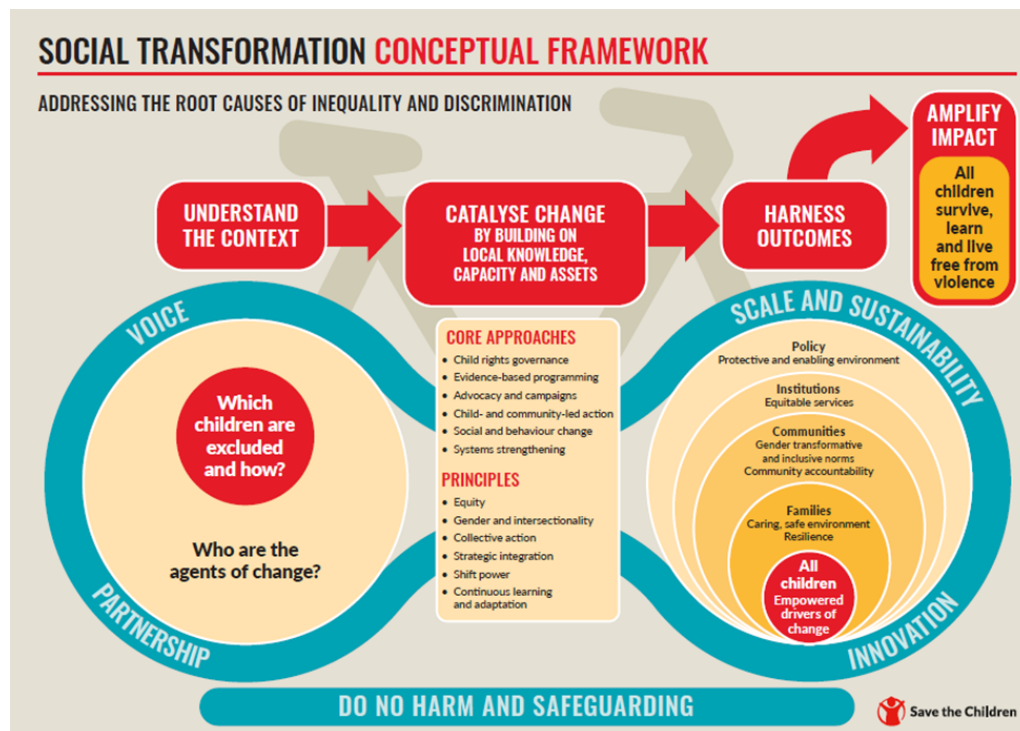 SOCIAL TRANSFORMATION CONCEPTUAL FRAMEWORK
ADDRESSING THE ROOT CAUSES OF INEQUALITY AND DISCRIMINATION
UNDERSTAND
THE CONTEXT
CATALYSE CHANGE
BY BUILDING ON
LOCAL KNOWLEDGE,
CAPACITY AND ASSETS
HARNESS
OUTCOMES
AMPLIFY
IMPACT
All
children
survive,
learn
and live
free from
violence
VOICE
PARTNERSHIP
Which
children are
excluded
and how?
Who are the
agents of change?
CORE APPROACHES
• Child rights governance
• Evidence-based programming
• Advocacy and campaigns
• Child- and community-led action
• Social and behaviour change
• Systems strengthening
PRINCIPLES
• Equity
• Gender and intersectionality
• Collective action
• Strategic integration
• Shift power
• Continuous learning
and adaptation
SCALE AND SUSTAINABILITY
INNOVATION
Policy
Protective and enabling environment
Institutions
Equitable services
Communities
Gender transformative
and inclusive norms
Community accountability
Families
Caring, safe environment
Resilience
All
children
Empowered
drivers of
change
DO NO HARM AND SAFEGUARDING
Save the Children